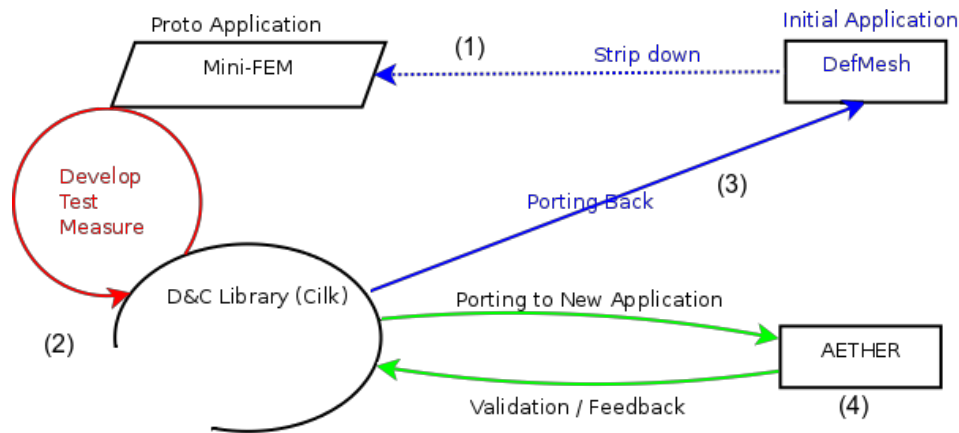 Proto Application
Initial Application
Mini-FEM
(1)
Strip down
DefMesh
Develop
Test
Measure
(3)
Porting Back
D&C Library (Cilk)
Porting to New Application
(2)
AETHER
Validation / Feedback
(4)